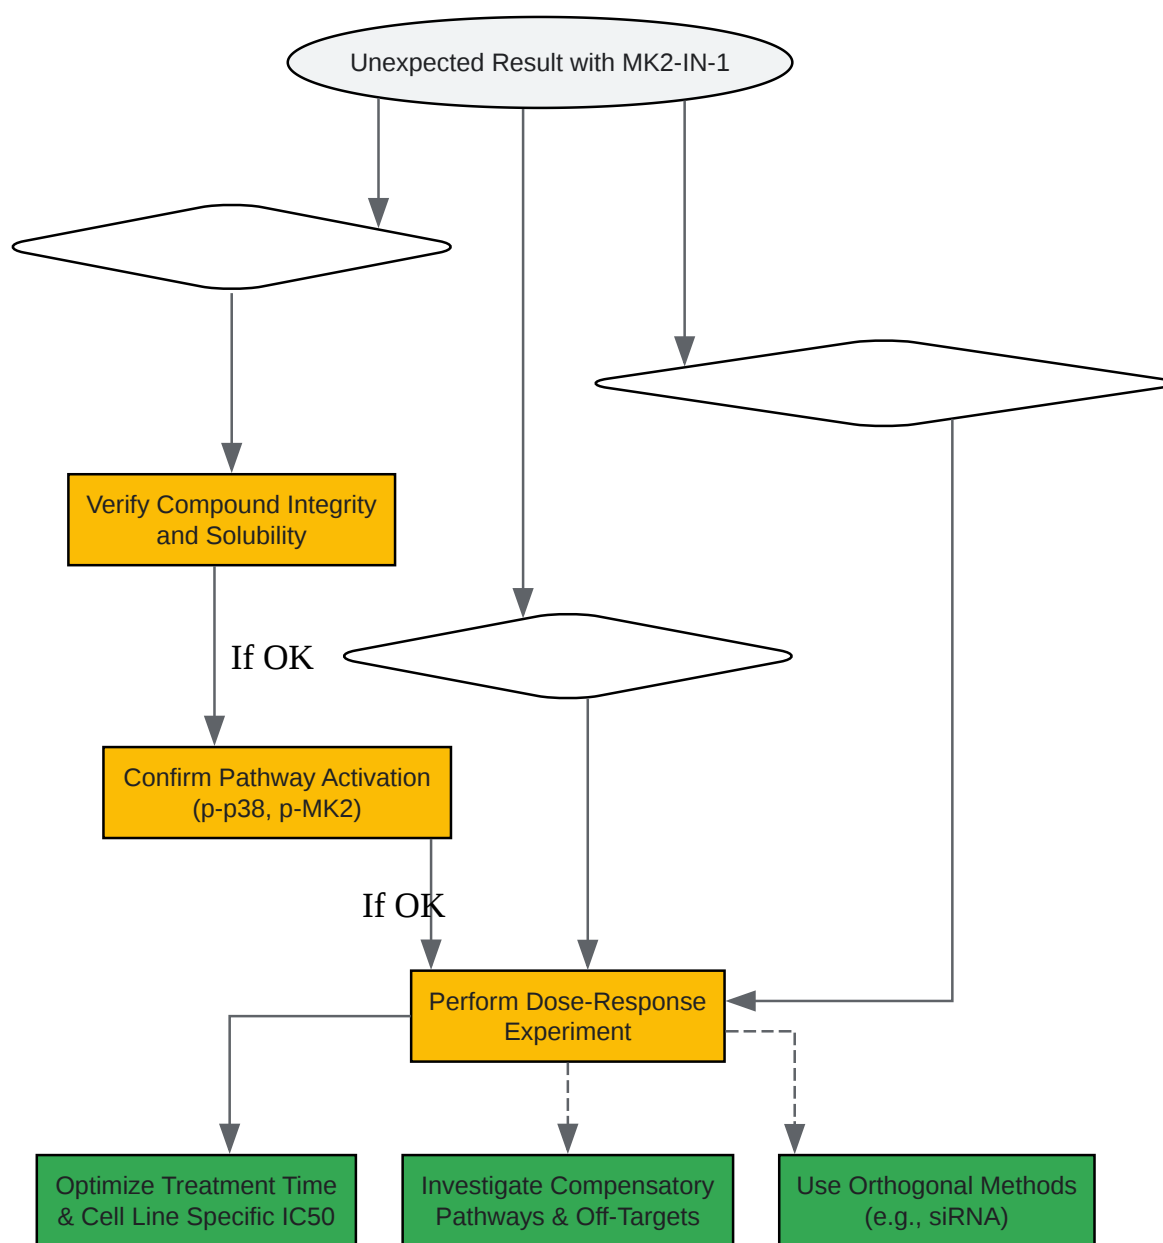 Unexpected Result with MK2-IN-1
Verify Compound Integrity
and Solubility
If OK
Confirm Pathway Activation
(p-p38, p-MK2)
If OK
Perform Dose-Response
Experiment
Optimize Treatment Time
& Cell Line Specific IC50
Investigate Compensatory
Pathways & Off-Targets
Use Orthogonal Methods
(e.g., siRNA)